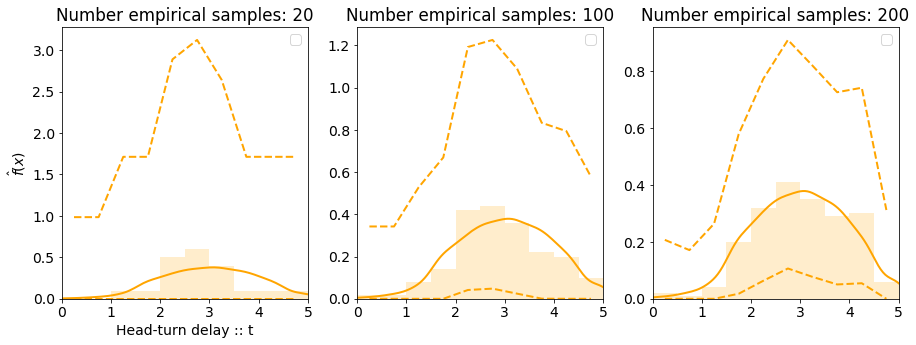 Number empirical samples: 20
3.0
2.5
2.0
1.5
1.0
0.5
0.0
f̂(x)
0 1 2 3 4 5
Head-turn delay :: t
Number empirical samples: 100
1.2
1.0
0.8
0.6
0.4
0.2
0.0
0 1 2 3 4 5
Number empirical samples: 200
0.8
0.6
0.4
0.2
0.0
0 1 2 3 4 5